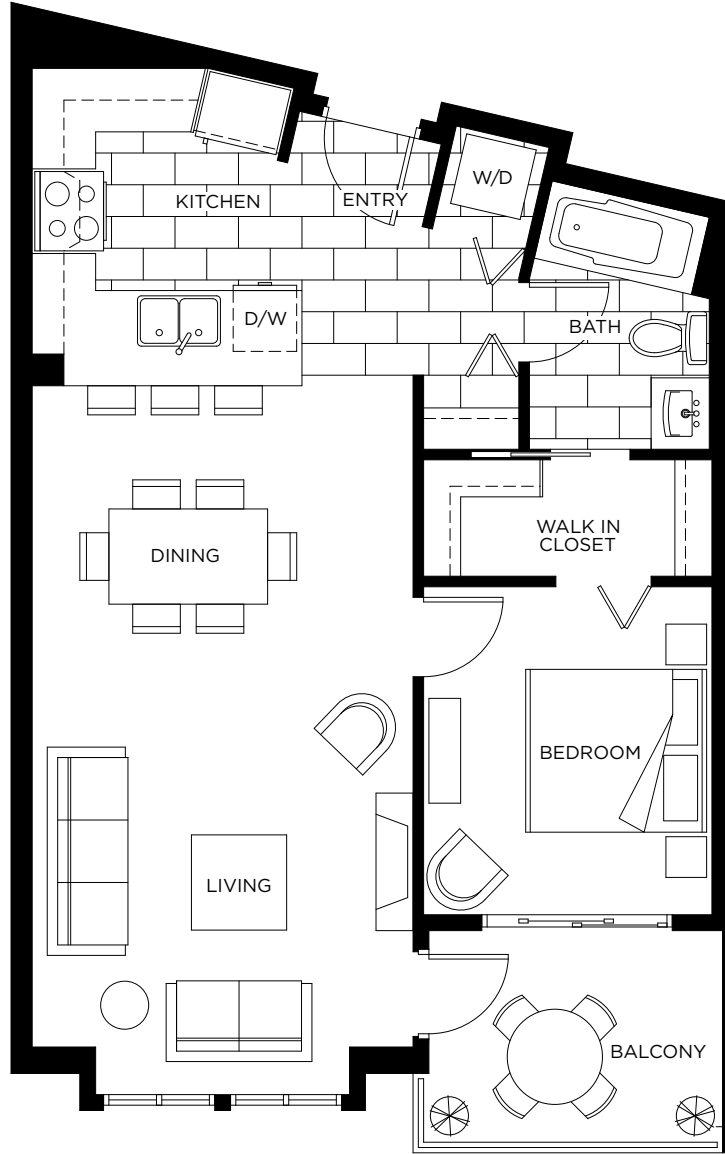 W/D
KITCHEN
ENTRY
D/W
BATH
WALK IN
CLOSET
DINING
BEDROOM
LIVING
BALCONY